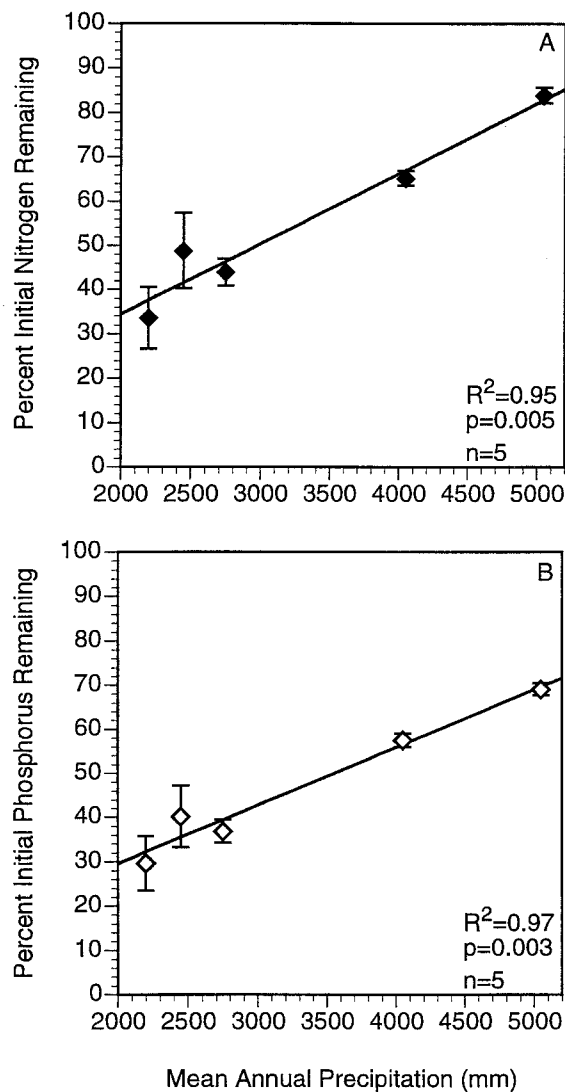 A
Percent Initial Nitrogen Remaining
100
90
80
70
60
50
40
30
20
10
0
R²=0.95
p=0.005
n=5
2000 2500 3000 3500 4000 4500 5000
B
Percent Initial Phosphorus Remaining
100
90
80
70
60
50
40
30
20
10
0
R²=0.97
p=0.003
n=5
2000 2500 3000 3500 4000 4500 5000
Mean Annual Precipitation (mm)